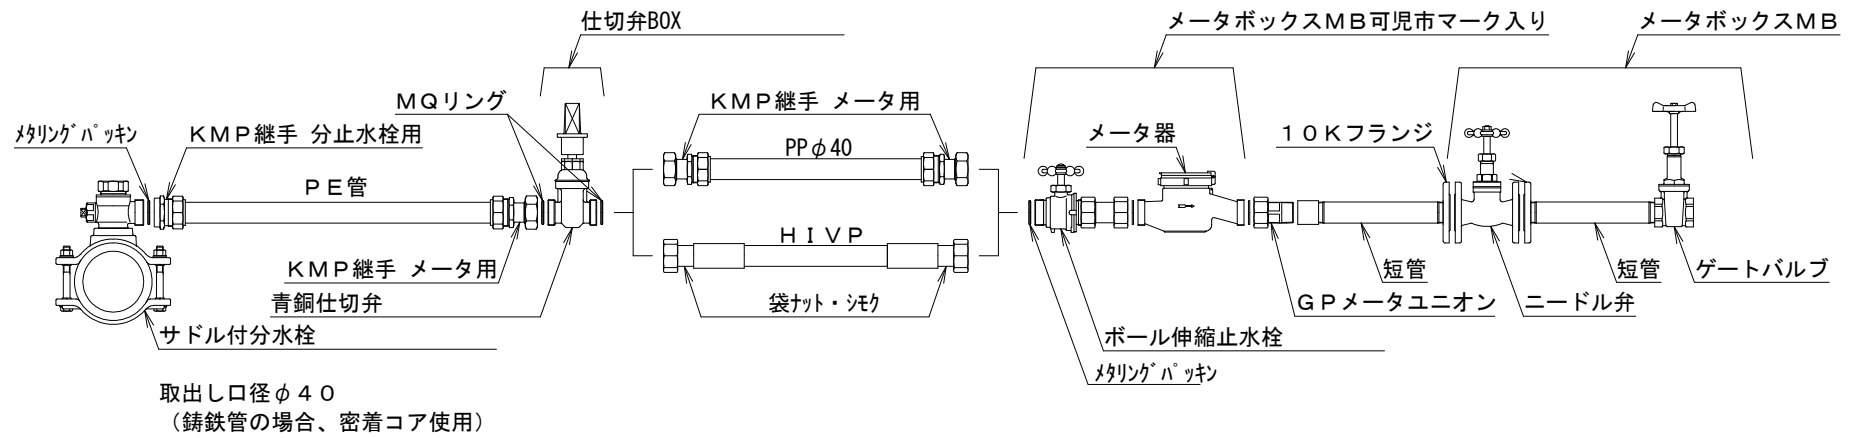 仕切弁BOX
メータボックスＭＢ可児市マーク入り
メータボックスＭＢ
ＭＱリング
ＫＭＰ継手 メータ用
ﾒﾀﾘﾝｸﾞﾊﾟｯｷﾝ
ＫＭＰ継手 分止水栓用
メータ器
１０Ｋフランジ
PPφ40
ＰＥ管
ＨＩＶＰ
ＫＭＰ継手 メータ用
短管
短管
ゲートバルブ
青銅仕切弁
袋ﾅｯﾄ・ｼﾓｸ
ＧＰメータユニオン
ニードル弁
サドル付分水栓
ボール伸縮止水栓
ﾒﾀﾘﾝｸﾞﾊﾟｯｷﾝ
取出し口径φ４０
（鋳鉄管の場合、密着コア使用）